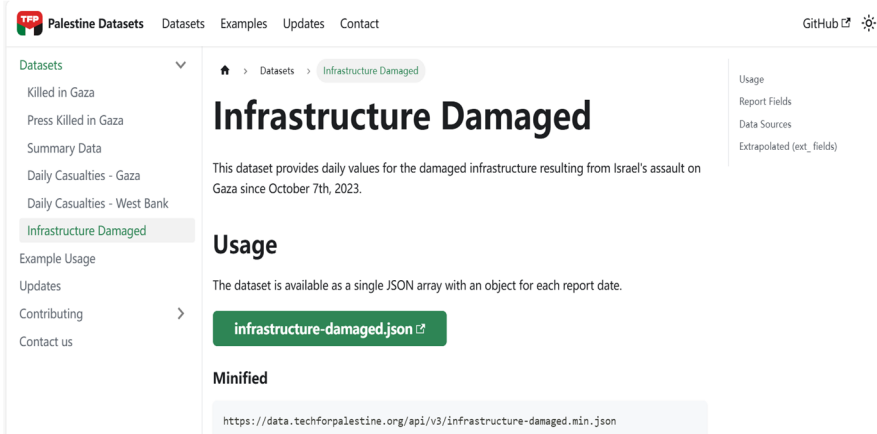 TFP
Palestine Datasets Datasets Examples Updates Contact GitHub
Datasets
Killed in Gaza
Press Killed in Gaza
Summary Data
Daily Casualties - Gaza
Daily Casualties - West Bank
Infrastructure Damaged
Example Usage
Updates
Contributing
Contact us
Datasets > Infrastructure Damaged
Infrastructure Damaged
This dataset provides daily values for the damaged infrastructure resulting from Israel's assault on
Gaza since October 7th, 2023.
Usage
The dataset is available as a single JSON array with an object for each report date.
infrastructure-damaged.json
Minified
https://data.techforpalestine.org/api/v3/infrastructure-damaged.min.json
Usage
Report Fields
Data Sources
Extrapolated (ext_ fields)